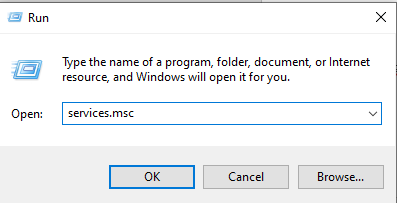 Run
Type the name of a program, folder, document, or Internet
resource, and Windows will open it for you.
Open: services.msc
OK Cancel Browse...